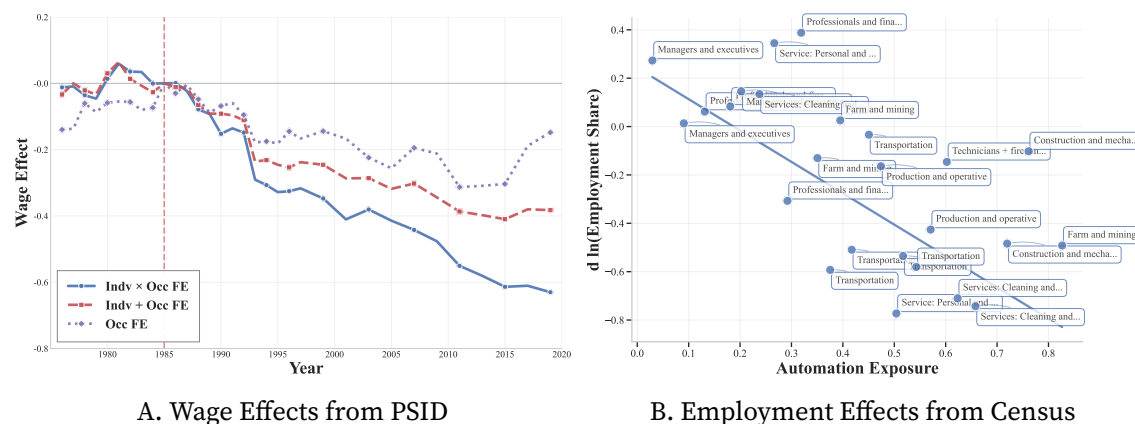 0.2
-0.0
-0.2
-0.4
-0.6
-0.8
Wage Effect
1980
1985
1990
1995
2000
2005
2010
2015
2020
Year
Indv × Occ FE
Indv + Occ FE
Occ FE
A. Wage Effects from PSID
0.4
0.2
0.0
−0.2
−0.4
−0.6
−0.8
d ln(Employment Share)
Professionals and fina...
Managers and executives
Service: Personal and ...
Services: Cleaning and...
Farm and mining
Managers and executives
Transportation
Construction and mecha...
Technicians +
Farm and mining
Production and operative
Professionals and fina...
Production and operative
Farm and mining
Transportation
Construction and mecha...
Transportation
Transportation
Transportation
Services: Cleaning and...
Service: Personal and ...
Services: Cleaning and...
0.0
0.1
0.2
0.3
0.4
0.5
0.6
0.7
0.8
Automation Exposure
B. Employment Effects from Census